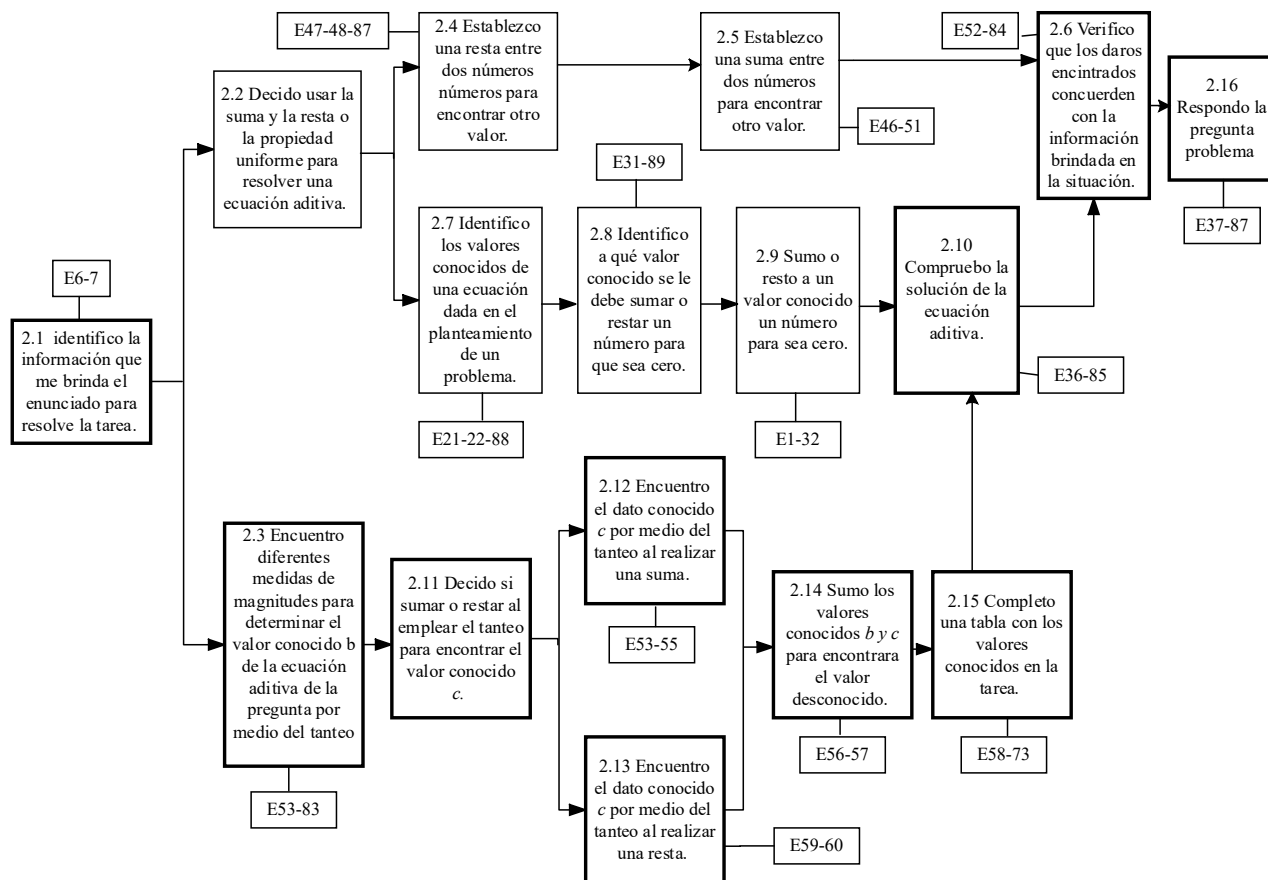 E47-48-87
2.4 Establezco
una resta entre
dos números
números para
encontrar otro
valor.
2.5 Establezco
una suma entre
dos números
para encontrar
otro valor.
E46-51
E52-84
2.6 Verifico
que los daros
encintrados
concuerden
con la
información
brindada en
la situación.
2.16
Respondo la
pregunta
problema
E37-87
2.2 Decido usar la
suma y la resta o
la propiedad
uniforme para
resolver una
ecuación aditiva.
E31-89
2.7 Identifico
los valores
conocidos de
una ecuación
dada en el
planteamiento
de un
problema.
E21-22-88
2.8 Identifico
a qué valor
conocido se le
debe sumar o
restar un
número para
que sea cero.
2.9 Sumo o
resto a un
valor conocido
un número
para sea cero.
E1-32
2.10
Compruebo la
solución de la
ecuación
aditiva.
E36-85
E6-7
2.1 identifico la
información que
me brinda el
enunciado para
resolve la tarea.
2.3 Encuentro
diferentes
medidas de
magnitudes para
determinar el
valor conocido b
de la ecuación
aditiva de la
pregunta por
medio del tanteo
E53-83
2.11 Decido si
sumar o restar al
emplear el tanteo
para encontrar el
valor conocido
c.
2.12 Encuentro
el dato conocido
c por medio del
tanteo al realizar
una suma.
E53-55
2.13 Encuentro
el dato conocido
c por medio del
tanteo al realizar
una resta.
E59-60
2.14 Sumo los
valores
conocidos b y c
para encontrara
el valor
desconocido.
E56-57
2.15 Completo
una tabla con los
valores
conocidos en la
tarea.
E58-73